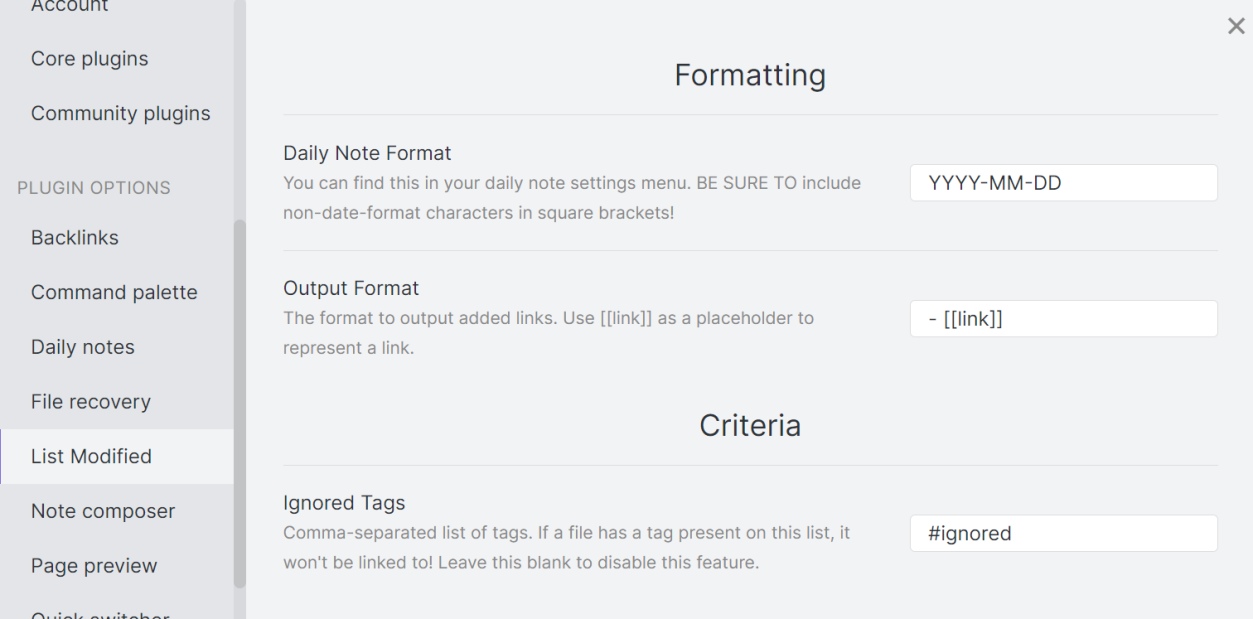 Account
Core plugins
Community plugins
PLUGIN OPTIONS
Backlinks
Command palette
Daily notes
File recovery
List Modified
Note composer
Page preview
Quick switcher
Formatting
Daily Note Format
You can find this in your daily note settings menu. BE SURE TO include
non-date-format characters in square brackets!
YYYY-MM-DD
Output Format
The format to output added links. Use [[link]] as a placeholder to
represent a link.
- [[link]]
Criteria
Ignored Tags
Comma-separated list of tags. If a file has a tag present on this list, it
won't be linked to! Leave this blank to disable this feature.
#ignored